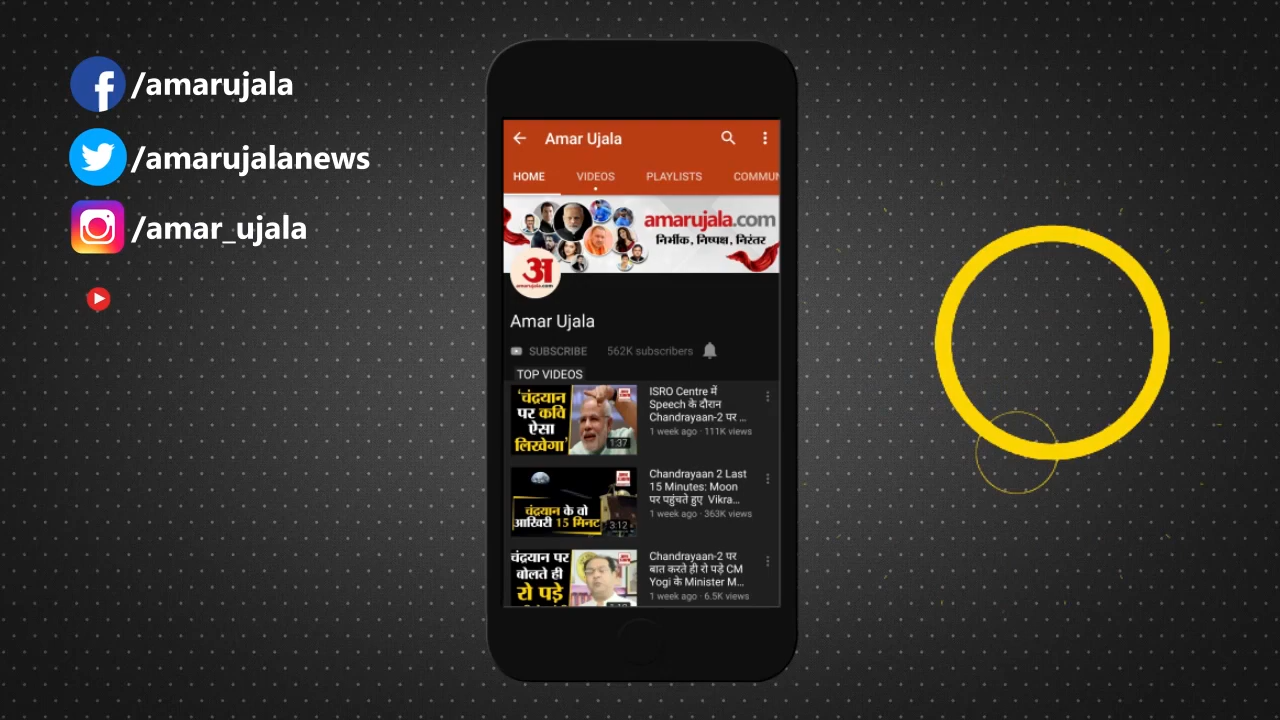 /amarujala
/amarujalanews
/amar_ujala
Amar Ujala
HOME VIDEOS PLAYLISTS COMMUN
amarujala.com
निर्भीक, निष्पक्ष, निरंतर
अ
amarujala.com
Amar Ujala
SUBSCRIBE 562K subscribers
TOP VIDEOS
'चंद्रयान
पर कवि
ऐसा
लिखेगा'
1:37
ISRO Centre में
Speech के दौरान
Chandrayaan-2 पर ...
1 week ago · 111K views
चंद्रयान के वो
आखिरी 15 मिनट
3:12
Chandrayaan 2 Last
15 Minutes: Moon
पर पहुंचते हुए Vikra...
1 week ago · 363K views
चंद्रयान पर
बोलते ही
रो पड़े
Chandrayaan-2 पर
बात करते ही रो पड़े CM
Yogi के Minister M...
1 week ago · 6.5K views